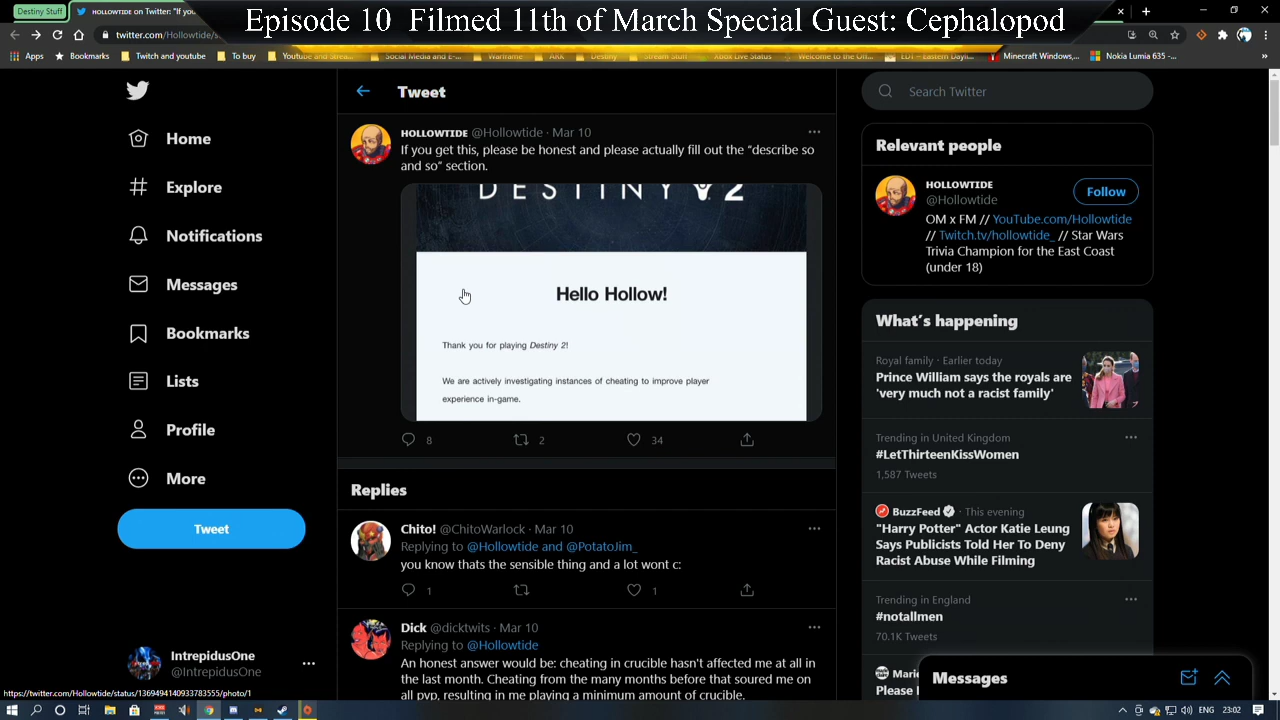 Episode 10 Filmed 11th of March Special Guest: Cephalopod
Destiny Stuff
HOLLOWTIDE on Twitter: "If you g
twitter.com/Hollowtide/s
Apps
Bookmarks
Twitch and youtube
To buy
Youtube and Strea
Social Media and E-...
Warframe
Destiny
Stream Stuff
Xbox Live Status
Welcome to the Off...
EDT – Eastern Dayli...
Minecraft Windows,...
Nokia Lumia 635 -...
Home
Explore
Notifications
Messages
Bookmarks
Lists
Profile
More
Tweet
IntrepidusOne
@IntrepidusOne
Tweet
HOLLOWTIDE @Hollowtide · Mar 10
If you get this, please be honest and please actually fill out the “describe so
and so” section.
DESTINY 2
Hello Hollow!
Thank you for playing Destiny 2!
We are actively investigating instances of cheating to improve player
experience in-game.
8
2
34
Replies
Chito! @ChitoWarlock · Mar 10
Replying to @Hollowtide and @PotatoJim_
you know thats the sensible thing and a lot wont c:
1
1
Dick @dicktwits · Mar 10
Replying to @Hollowtide
An honest answer would be: cheating in crucible hasn't affected me at all in
the last month. Cheating from the many months before that soured me on
all pvp, resulting in me playing a minimum amount of crucible.
Search Twitter
Relevant people
HOLLOWTIDE
@Hollowtide
Follow
OM x FM // YouTube.com/Hollowtide
// Twitch.tv/hollowtide_ // Star Wars
Trivia Champion for the East Coast
(under 18)
What's happening
Royal family · Earlier today
Prince William says the royals are
'very much not a racist family'
Trending in United Kingdom
#LetThirteenKissWomen
1,587 Tweets
BuzzFeed · This evening
"Harry Potter" Actor Katie Leung
Says Publicists Told Her To Deny
Racist Abuse While Filming
Trending in England
#notallmen
70.1K Tweets
Marie
Please
Messages
https://twitter.com/Hollowtide/status/1369494140933783555/photo/1
ENG
23:02